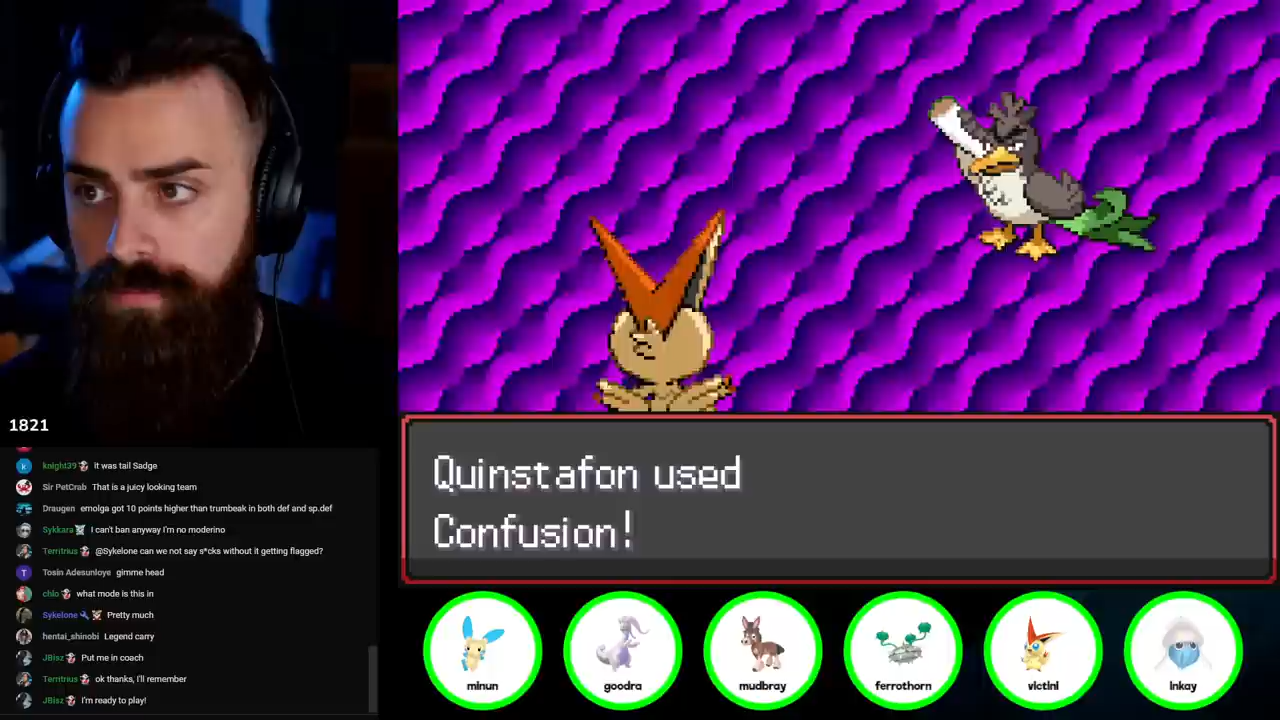 1821
knight39 it was tail Sadge
Sir PetCrab That is a juicy looking team
Draugen emolga got 10 points higher than trumbeak in both def and sp.def
Sykkara I can't ban anyway I'm no moderino
Territrius @Sykelone can we not say s*cks without it getting flagged?
Tosin Adesunloye gimme head
chlo what mode is this in
Sykelone Pretty much
hentai_shinobi Legend carry
JBisz Put me in coach
Territrius ok thanks, I'll remember
JBisz I'm ready to play!
Quinstafon used
Confusion!
minun
goodra
mudbray
ferrothorn
victini
inkay